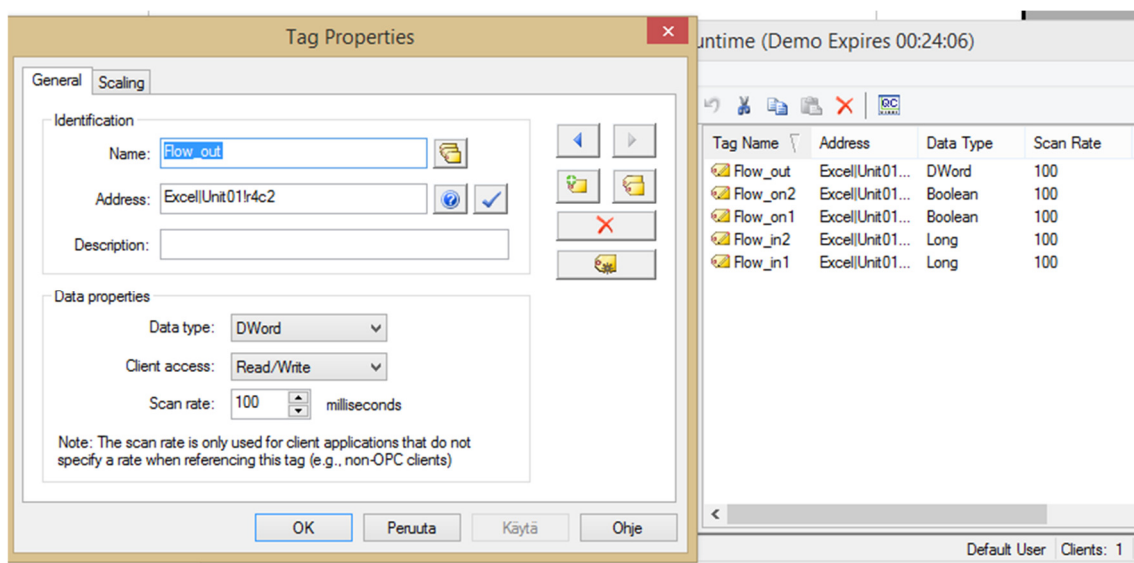 Tag Properties
General Scaling
Identification
Name: Flow_out
Address: Excel|Unit01!r4c2
Description:
Data properties
Data type: DWord
Client access: Read/Write
Scan rate: 100 milliseconds
Note: The scan rate is only used for client applications that do not
specify a rate when referencing this tag (e.g., non-OPC clients)
OK Peruuta Käytä Ohje
untime (Demo Expires 00:24:06)
QC
Tag Name Address Data Type Scan Rate
Flow_out Excel|Unit01... DWord 100
Flow_on2 Excel|Unit01... Boolean 100
Flow_on1 Excel|Unit01... Boolean 100
Flow_in2 Excel|Unit01... Long 100
Flow_in1 Excel|Unit01... Long 100
Default User Clients: 1